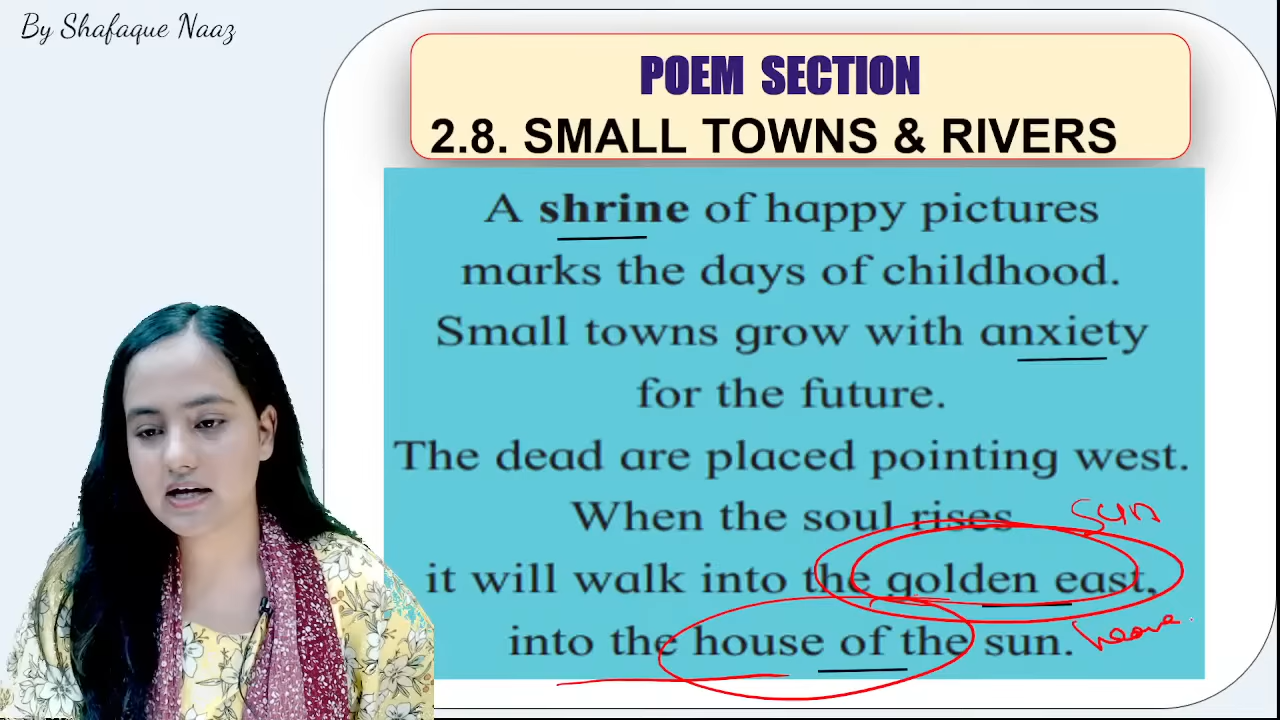 By Shafaque Naaz
POEM SECTION
2.8. SMALL TOWNS & RIVERS
A shrine of happy pictures
marks the days of childhood.
Small towns grow with anxiety
for the future.
The dead are placed pointing west.
When the soul rises
sun
it will walk into the golden east,
into the house of the sun.